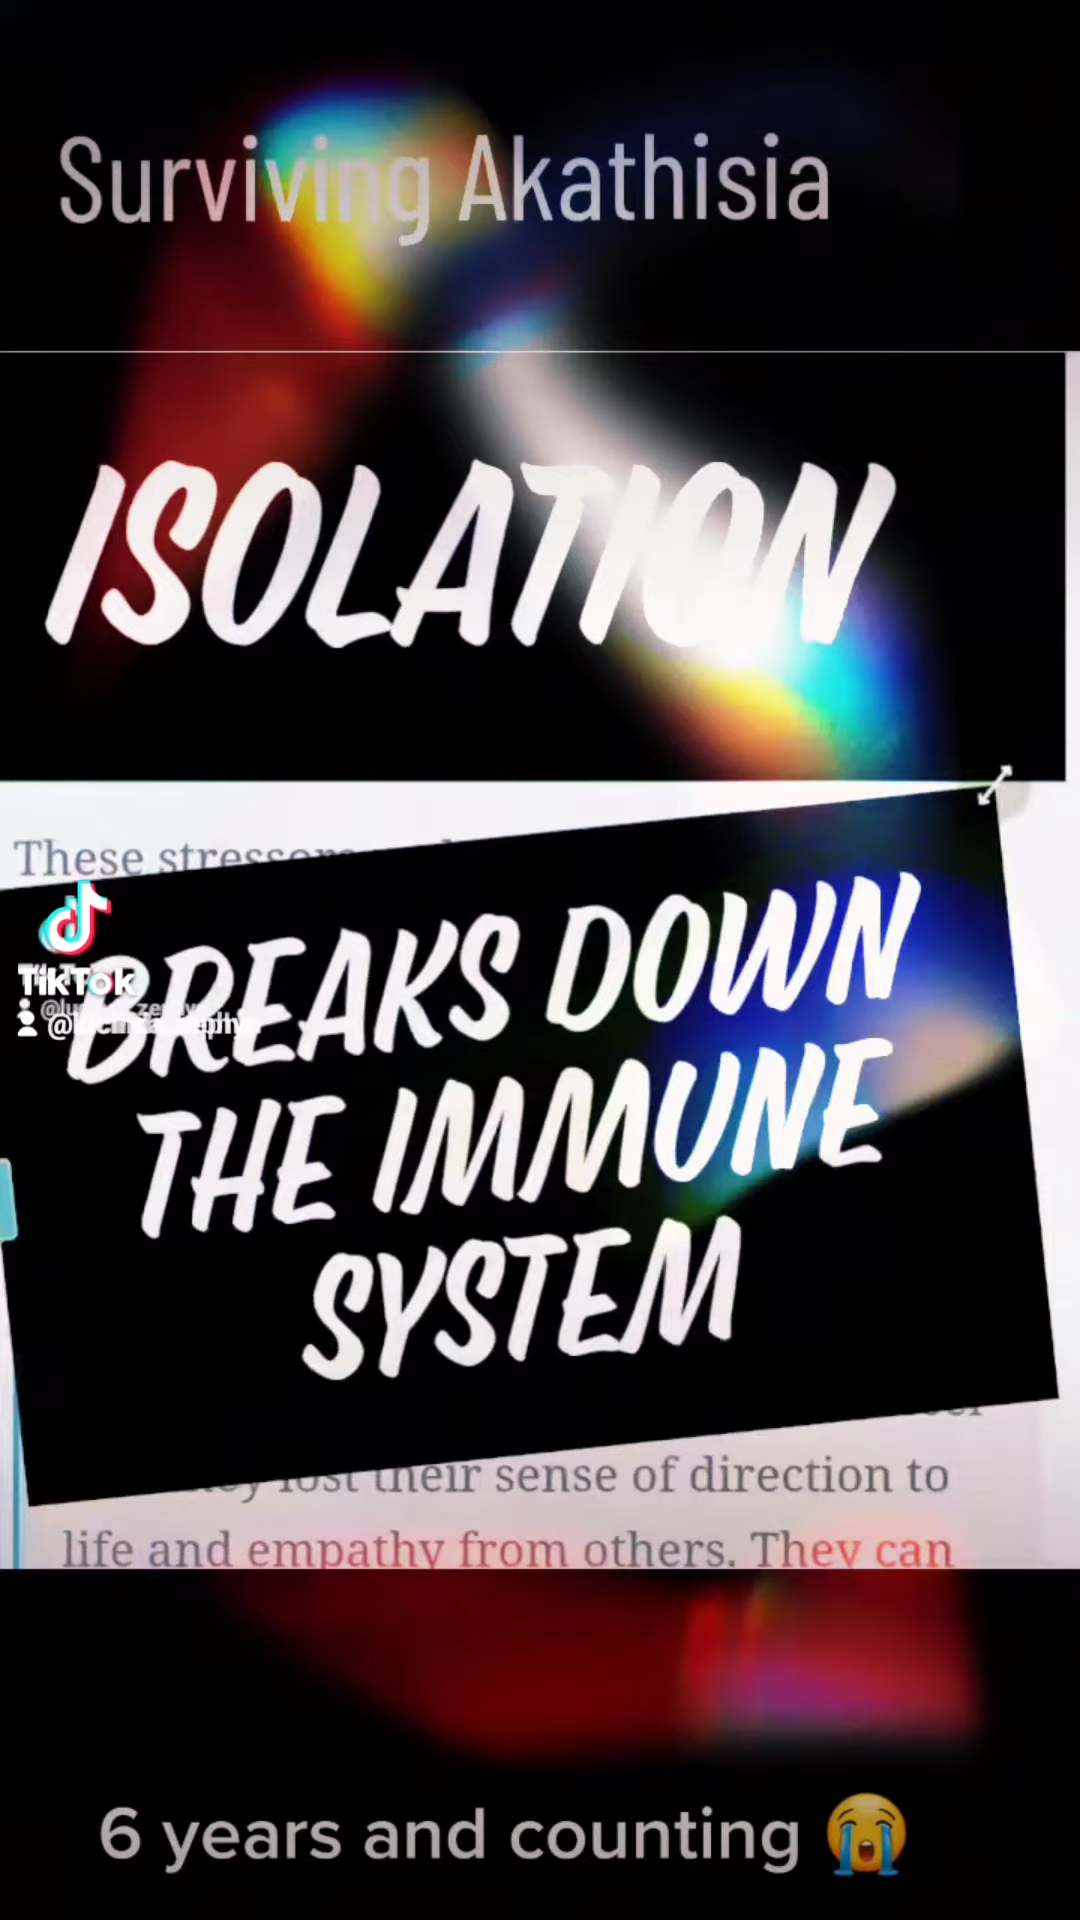 Surviving Akathisia
ISOLATION
These stressors
TikTok
BREAKS DOWN
THE IMMUNE
SYSTEM
lost their sense of direction to
life and empathy from others. They can
6 years and counting 😭